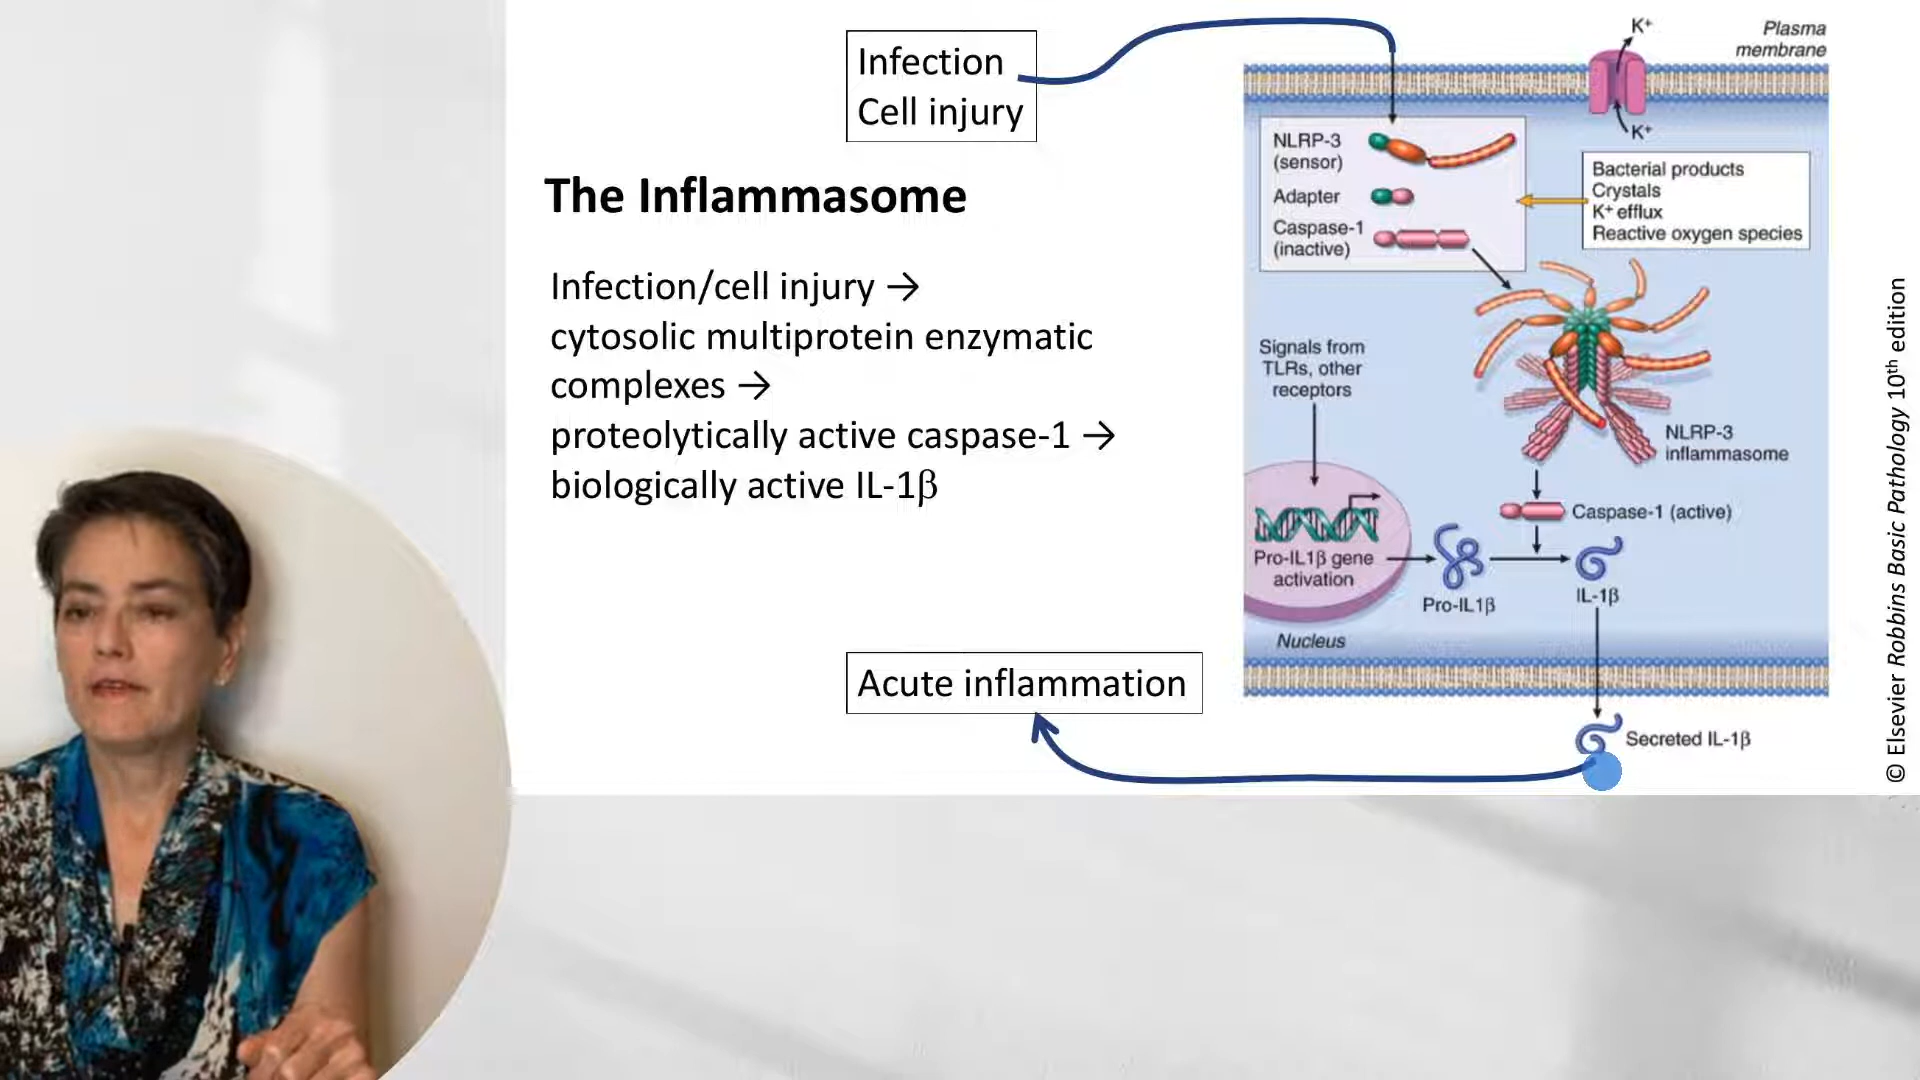 Infection
Cell injury
The Inflammasome
Infection/cell injury →
cytosolic multiprotein enzymatic
complexes →
proteolytically active caspase-1 →
biologically active IL-1β
Acute inflammation
K⁺
Plasma
membrane
K⁺
NLRP-3
(sensor)
Adapter
Caspase-1
(inactive)
Bacterial products
Crystals
K⁺ efflux
Reactive oxygen species
Signals from
TLRs, other
receptors
NLRP-3
inflammasome
Caspase-1 (active)
Pro-IL1β gene
activation
Pro-IL1β
IL-1β
Nucleus
Secreted IL-1β
© Elsevier Robbins Basic Pathology 10th edition